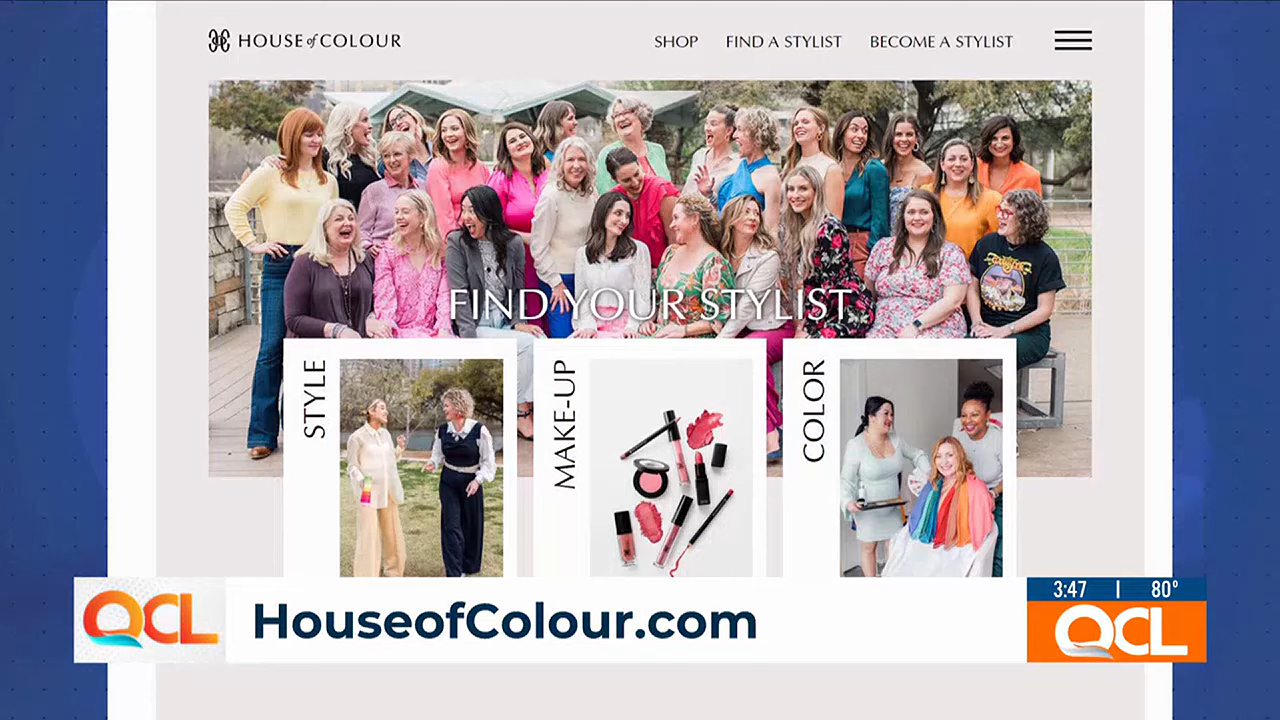 HOUSE of COLOUR
SHOP FIND A STYLIST BECOME A STYLIST
FIND YOUR STYLIST
STYLE
MAKE-UP
COLOR
QCL
HouseofColour.com
3:47 | 80°
QCL